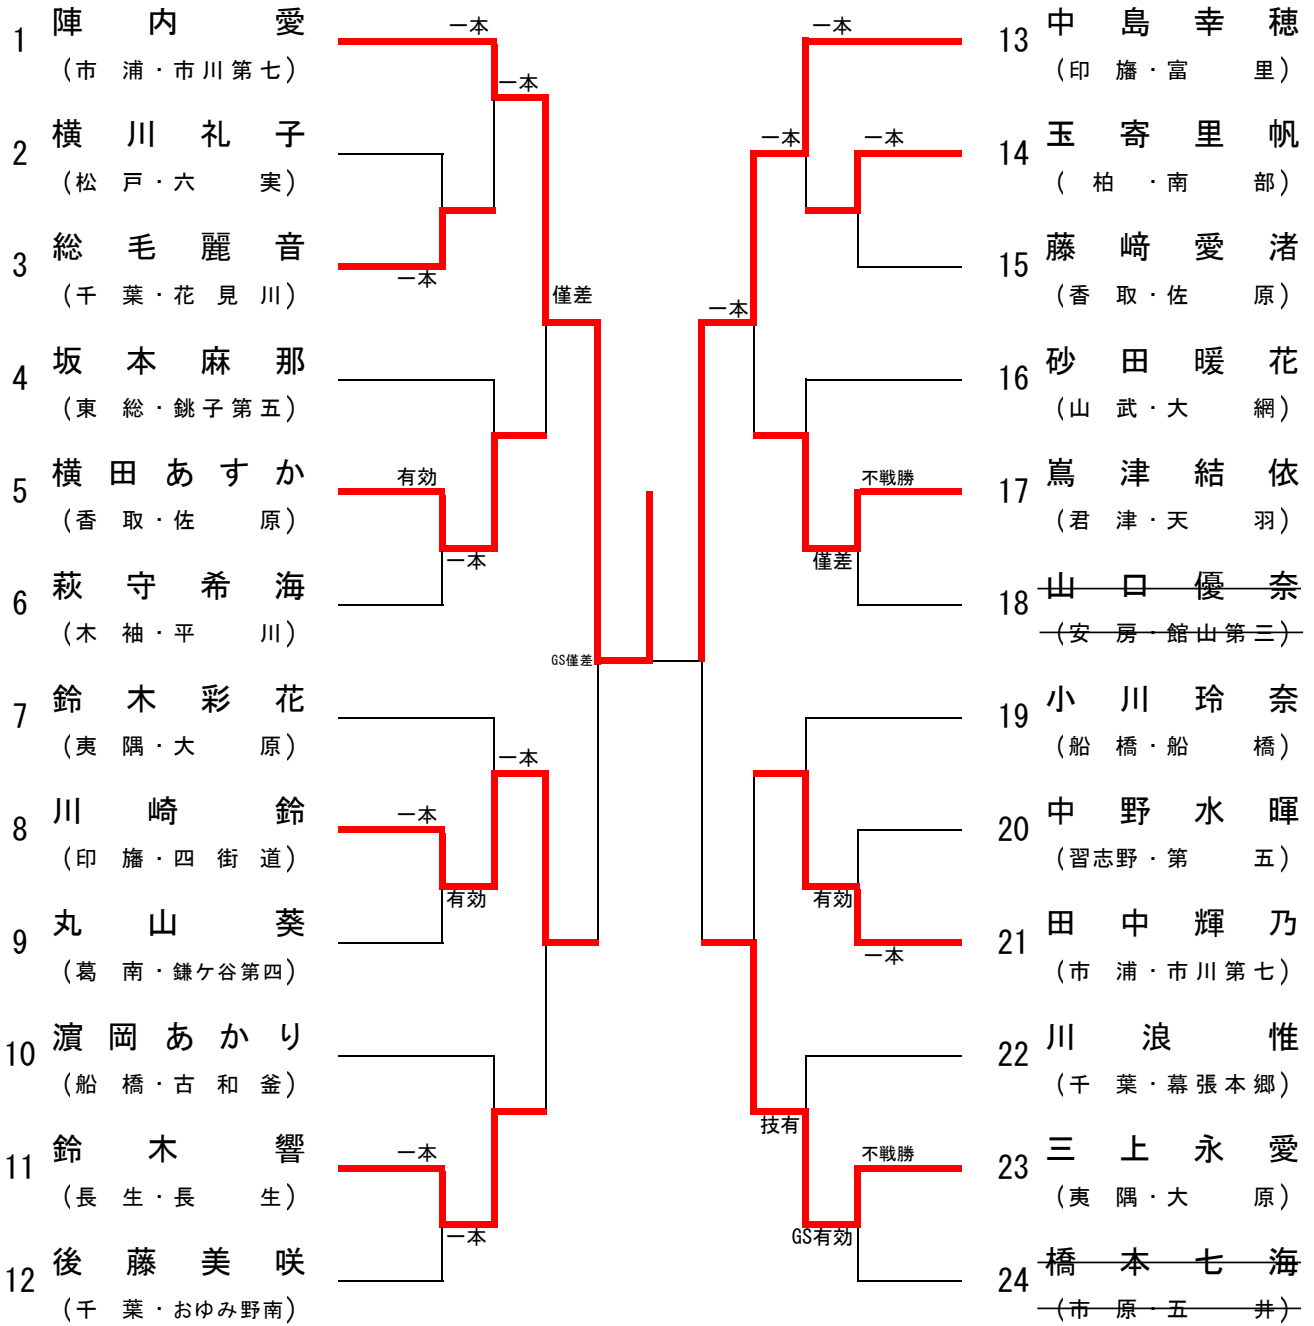 1 陣内愛
(市浦・市川第七)
2 横川礼子
(松戸・六実)
3 総毛麗音
(千葉・花見川)
4 坂本麻那
(東総・銚子第五)
5 横田あすか
(香取・佐原)
6 萩守希海
(木袖・平川)
7 鈴木彩花
(夷隅・大原)
8 川崎鈴
(印旛・四街道)
9 丸山葵
(葛南・鎌ケ谷第四)
10 濵岡あかり
(船橋・古和釜)
11 鈴木響
(長生・長生)
12 後藤美咲
(千葉・おゆみ野南)
一本
一本
一本
僅差
有効
一本
GS僅差
一本
一本
有効
一本
一本
一本
一本
一本
一本
不戦勝
僅差
有効
一本
技有
不戦勝
GS有効
13 中島幸穂
(印旛・富里)
14 玉寄里帆
(柏・南部)
15 藤﨑愛渚
(香取・佐原)
16 砂田暖花
(山武・大網)
17 嶌津結依
(君津・天羽)
18 山口優奈
(安房・館山第三)
19 小川玲奈
(船橋・船橋)
20 中野水暉
(習志野・第五)
21 田中輝乃
(市浦・市川第七)
22 川浪惟
(千葉・幕張本郷)
23 三上永愛
(夷隅・大原)
24 橋本七海
(市原・五井)